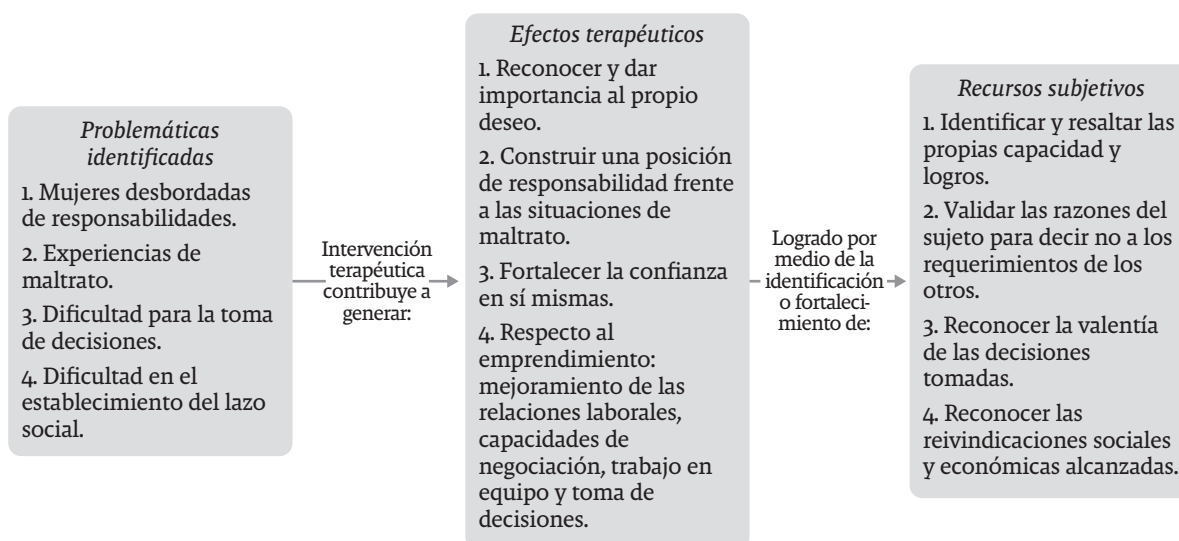 Problemáticas
identificadas
1. Mujeres desbordadas
de responsabilidades.
2. Experiencias de
maltrato.
3. Dificultad para la toma
de decisiones.
4. Dificultad en el
establecimiento del lazo
social.
Intervención
terapéutica
contribuye a
generar:
Efectos terapéuticos
1. Reconocer y dar
importancia al propio
deseo.
2. Construir una posición
de responsabilidad frente
a las situaciones de
maltrato.
3. Fortalecer la confianza
en sí mismas.
4. Respecto al
emprendimiento:
mejoramiento de las
relaciones laborales,
capacidades de
negociación, trabajo en
equipo y toma de
decisiones.
Logrado por
medio de la
identificación
o fortaleci-
miento de:
Recursos subjetivos
1. Identificar y resaltar las
propias capacidad y
logros.
2. Validar las razones del
sujeto para decir no a los
requerimientos de los
otros.
3. Reconocer la valentía
de las decisiones
tomadas.
4. Reconocer las
reivindicaciones sociales
y económicas alcanzadas.